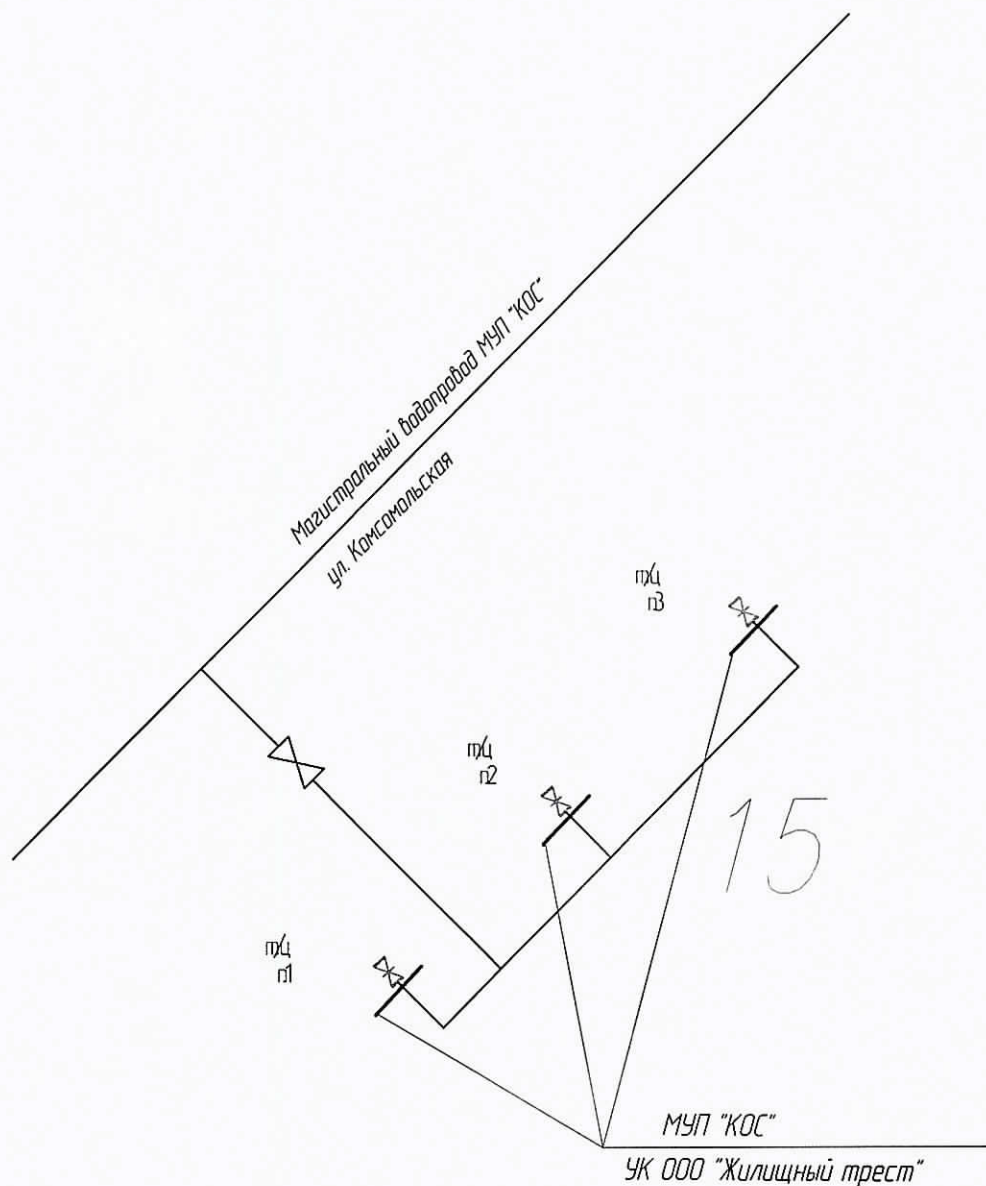 Магистральный водопровод МУП "КОС"
ул. Комсомольская
т/ц
п3
т/ц
п2
15
т/ц
п1
МУП "КОС"
УК ООО "Жилищный трест"